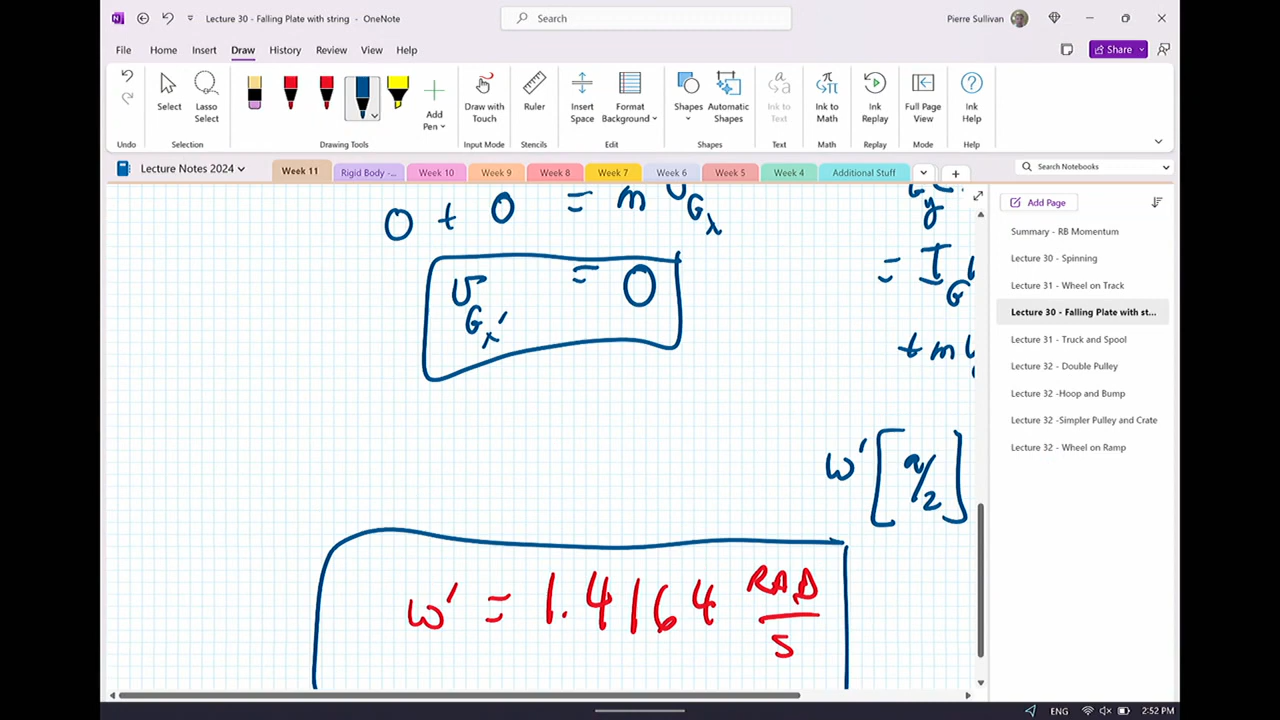 Lecture 30 - Falling Plate with string - OneNote
Search
Pierre Sullivan
File Home Insert Draw History Review View Help
Share
Select
Lasso Select
Add Pen
Draw with Touch
Ruler
Insert Space
Format Background
Shapes
Automatic Shapes
Ink to Text
Ink to Math
Ink Replay
Full Page View
Ink Help
Undo Selection Drawing Tools Input Mode Stencils Edit Shapes Text Math Replay Mode Help
Lecture Notes 2024
Week 11 Rigid Body -... Week 10 Week 9 Week 8 Week 7 Week 6 Week 5 Week 4 Additional Stuff
Search Notebooks
Add Page
Summary - RB Momentum
Lecture 30 - Spinning
Lecture 31 - Wheel on Track
Lecture 30 - Falling Plate with st...
Lecture 31 - Truck and Spool
Lecture 32 - Double Pulley
Lecture 32 -Hoop and Bump
Lecture 32 -Simpler Pulley and Crate
Lecture 32 - Wheel on Ramp
0 + 0 = m v_Gx
v_Gx' = 0
G y
= I_G
+ m
ω' [a/2]
ω' = 1.4164 RAD/S
ENG
2:52 PM